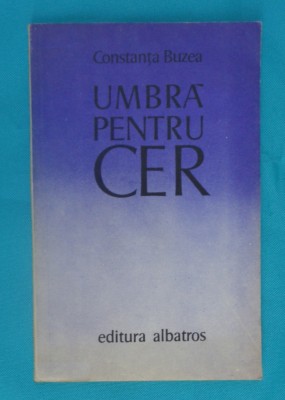 Constanța Buzea
UMBRĂ
PENTRU
CER
editura albatros